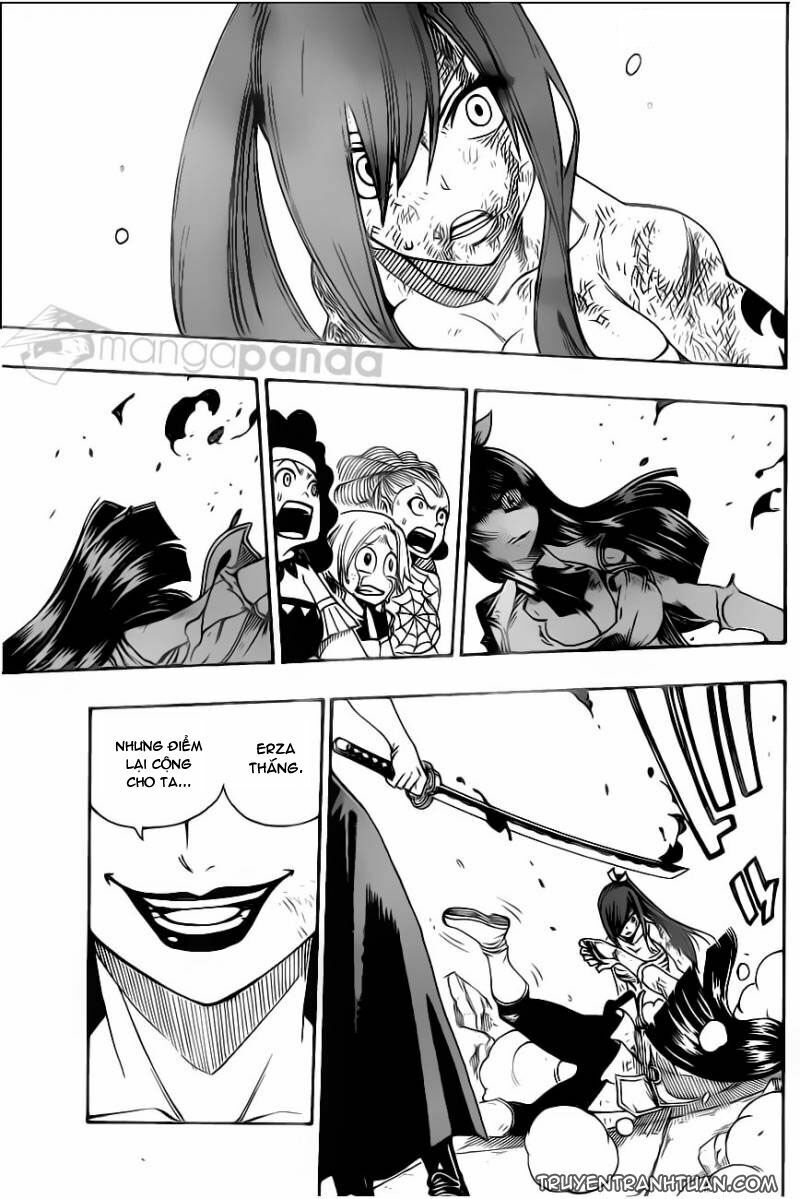 mangapanda
ERZA
THẮNG.
NHƯNG ĐIỂM
LẠI CỘNG
CHO TA...
TRUYENTRANHTUAN.COM